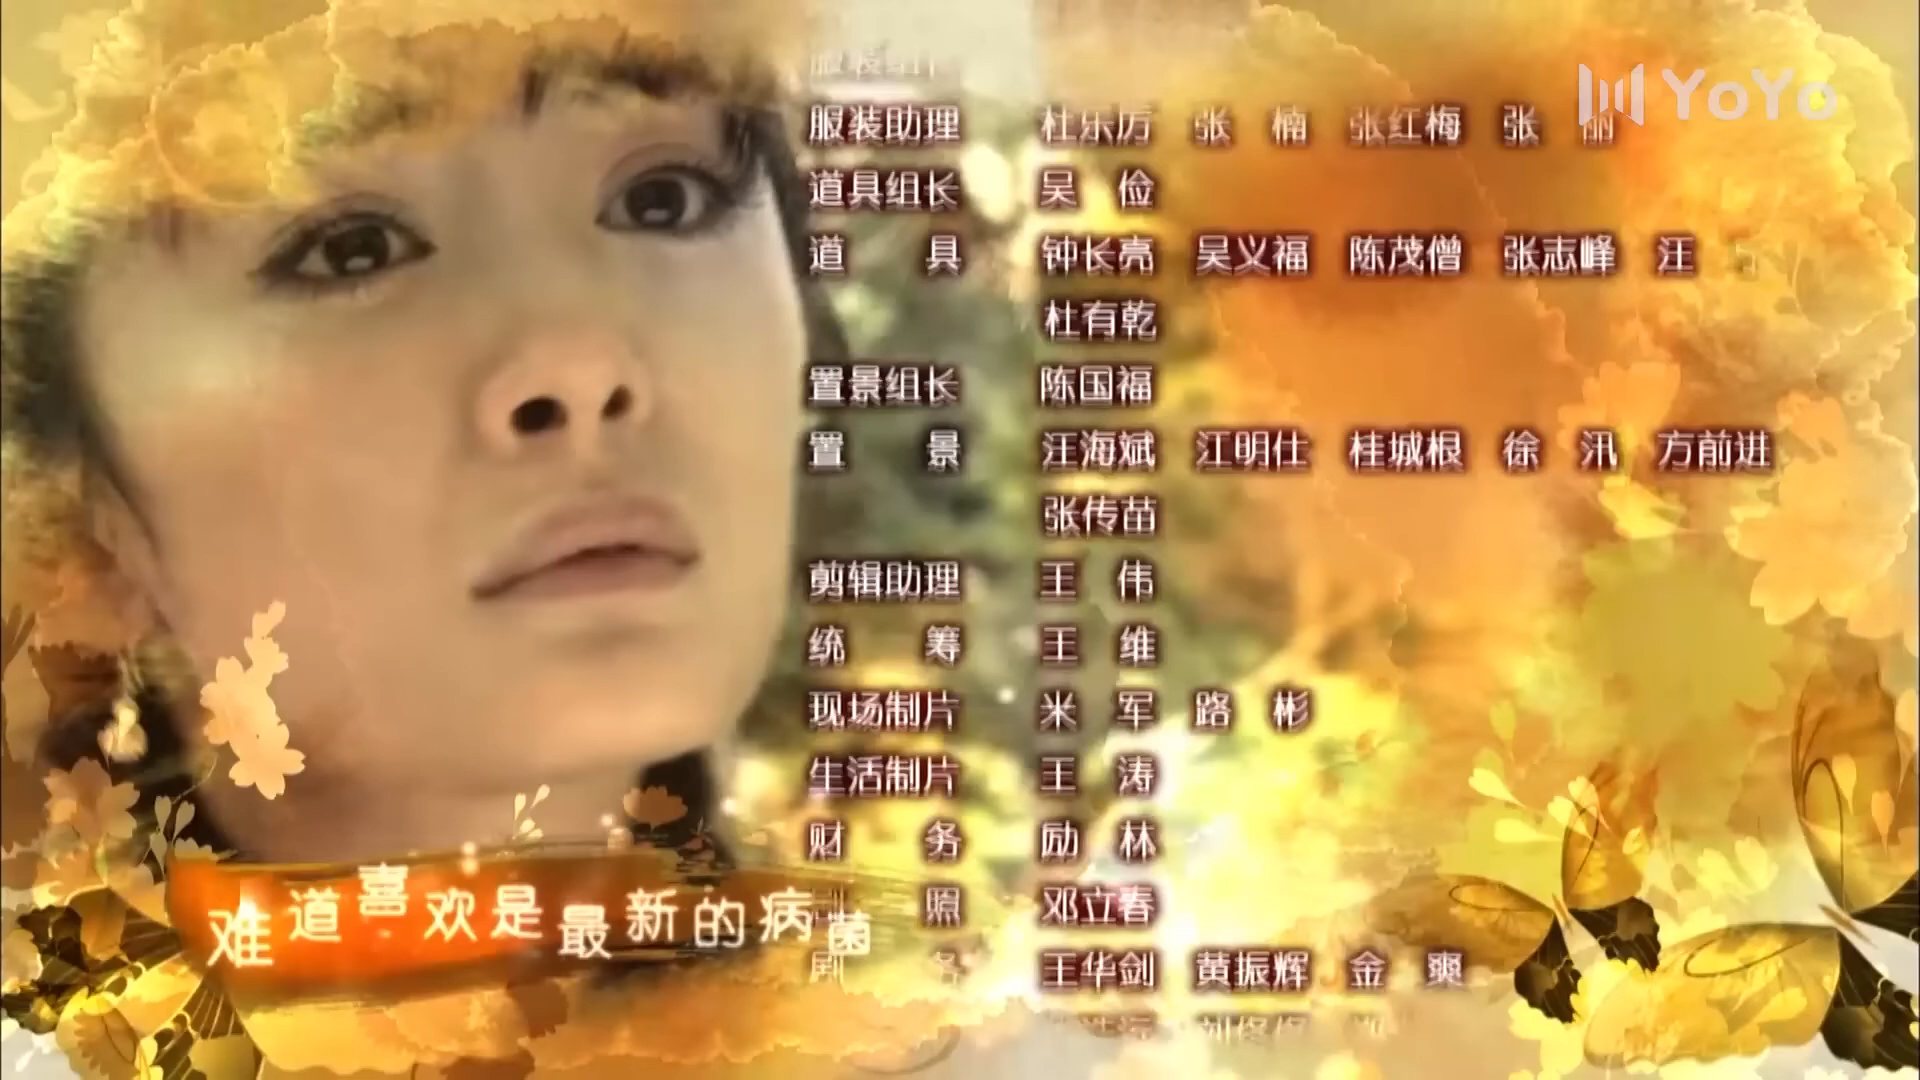 YoYo
服装助理 杜乐厉 张 楠 张红梅 张 丽
道具组长 吴 俭
道 具 钟长亮 吴义福 陈茂僧 张志峰 汪
杜有乾
置景组长 陈国福
置 景 汪海斌 江明仕 桂城根 徐 汛 方前进
张传苗
剪辑助理 王 伟
统 筹 王 维
现场制片 米 军 路 彬
生活制片 王 涛
财 务 励 林
照 邓立春
剧 务 王华剑 黄振辉 金 爽
难道喜欢是最新的病菌